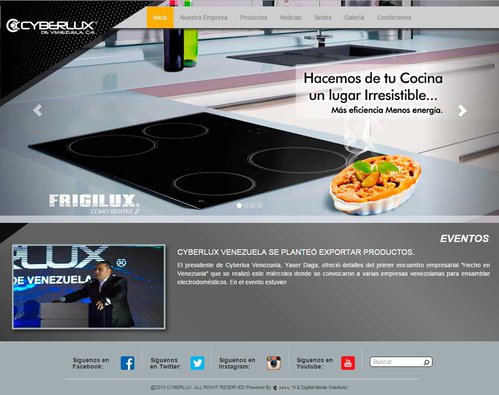 CYBERLUX®
DE VENEZUELA, C.A.
Inicio Nuestra Empresa Productos Noticias Sedes Galería Contáctenos
Hacemos de tu Cocina
un lugar Irresistible...
Más eficiencia Menos energía.
FRIGILUX®
COMO SIEMPRE
EVENTOS
CYBERLUX VENEZUELA SE PLANTEÓ EXPORTAR PRODUCTOS.
El presidente de Cyberlux Venezuela, Yaser Daga, ofreció detalles del primer encuentro empresarial "Hecho en
Venezuela" que se realizó este miércoles donde se convocaron a varias empresas venezolanas para ensamblar
electrodomésticos. En el evento estuvier
RLUX®
DE VENEZUELA
Siguenos en
Facebook:
Siguenos en
Twitter:
Siguenos en
Instagram:
Siguenos en
Youtube:
Buscar
@2015 CYBERLUX. ALL RIGHT RESERVED Powered By & Digital Media Solutions"